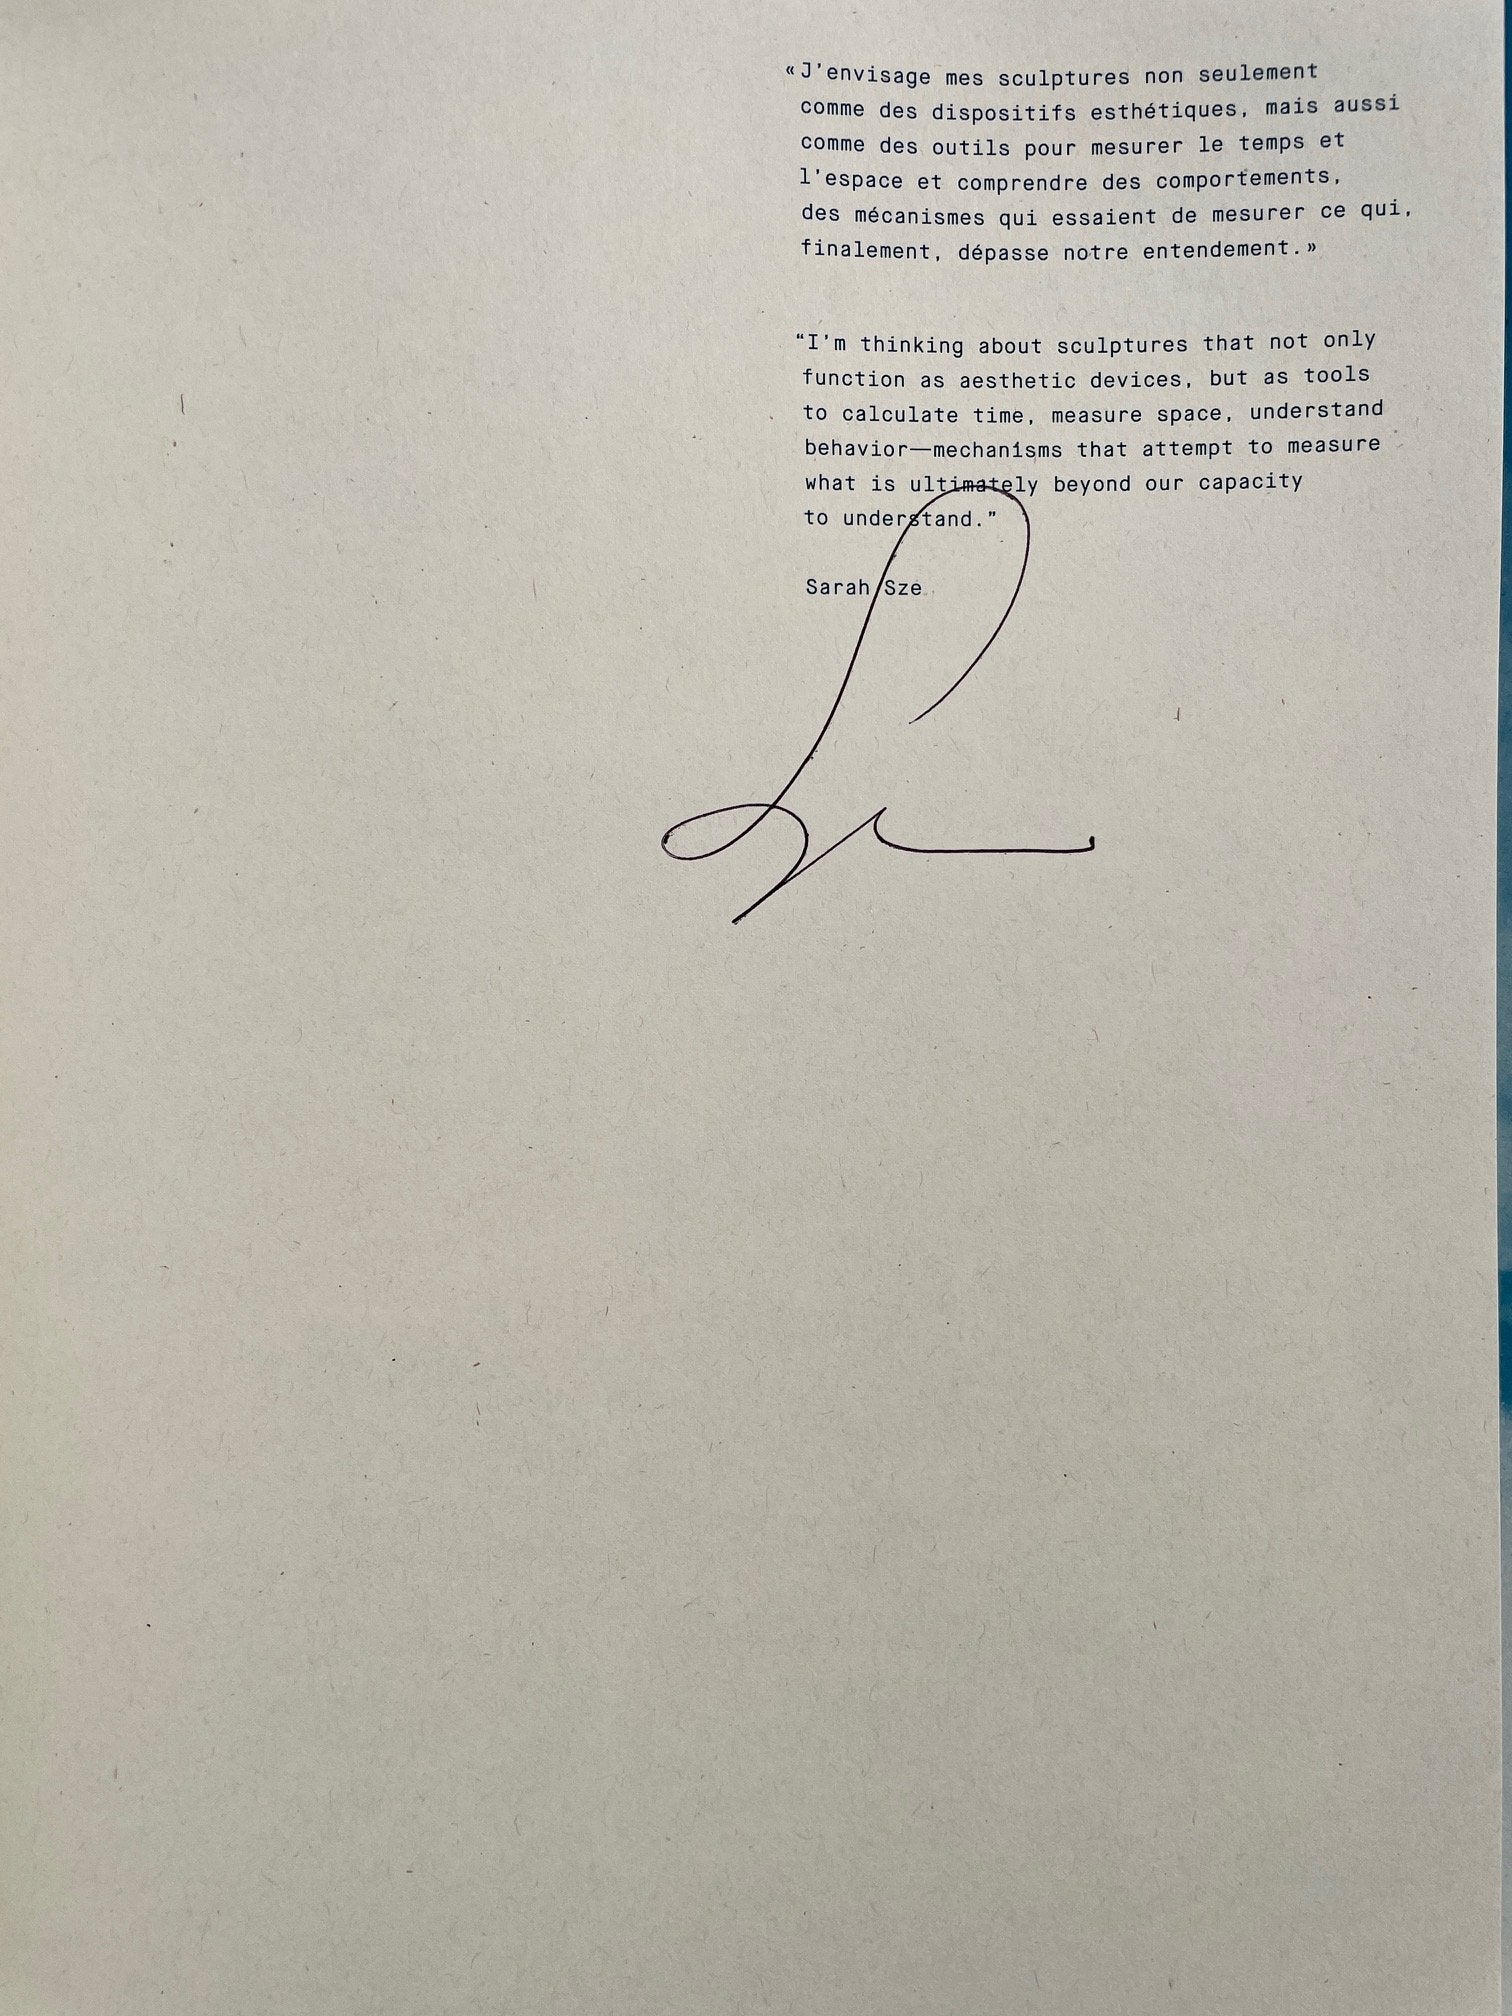 «J'envisage mes sculptures non seulement
comme des dispositifs esthétiques, mais aussi
comme des outils pour mesurer le temps et
l'espace et comprendre des comportements,
des mécanismes qui essaient de mesurer ce qui,
finalement, dépasse notre entendement.»
“I'm thinking about sculptures that not only
function as aesthetic devices, but as tools
to calculate time, measure space, understand
behavior—mechanisms that attempt to measure
what is ultimately beyond our capacity
to understand.”
Sarah Sze